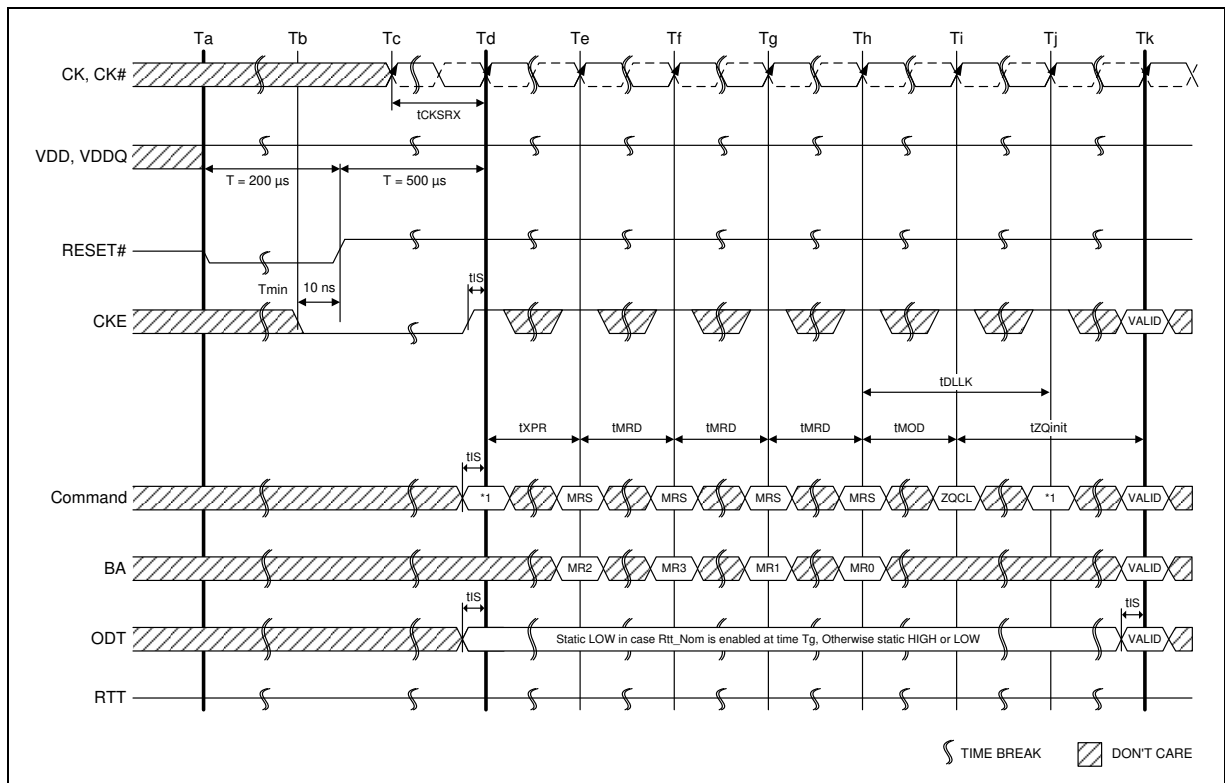 Ta Tb Tc Td Te Tf Tg Th Ti Tj Tk
CK, CK#
tCKSRX
VDD, VDDQ
T = 200 µs T = 500 µs
RESET#
Tmin 10 ns tIS
CKE VALID
tDLLK
tXPR tMRD tMRD tMRD tMOD tZQinit
tIS
Command *1 MRS MRS MRS MRS ZQCL *1 VALID
BA MR2 MR3 MR1 MR0 VALID
tIS tIS
ODT Static LOW in case Rtt_Nom is enabled at time Tg, Otherwise static HIGH or LOW VALID
RTT
TIME BREAK DON'T CARE